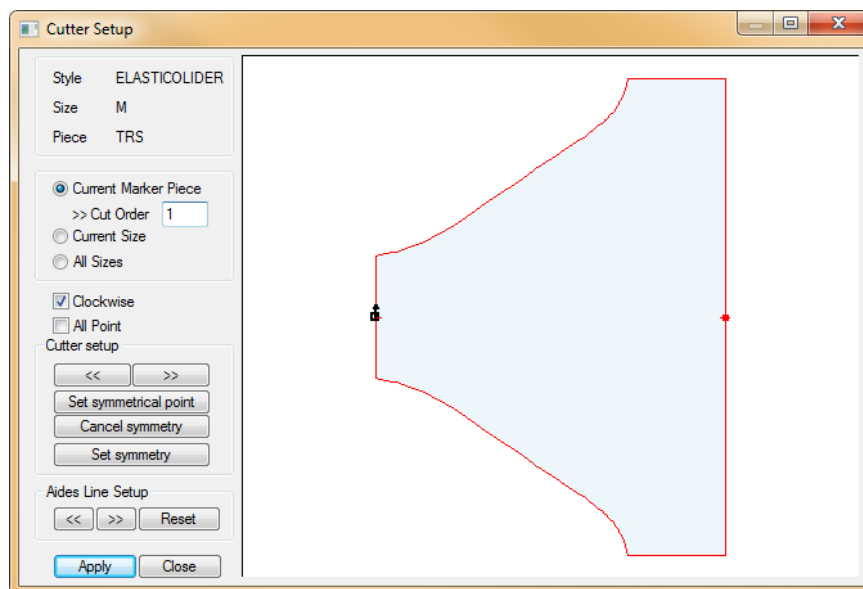 Cutter Setup
Style ELASTICOLIDER
Size M
Piece TRS
Current Marker Piece
>> Cut Order 1
Current Size
All Sizes
Clockwise
All Point
Cutter setup
<< >>
Set symmetrical point
Cancel symmetry
Set symmetry
Aides Line Setup
<< >> Reset
Apply Close